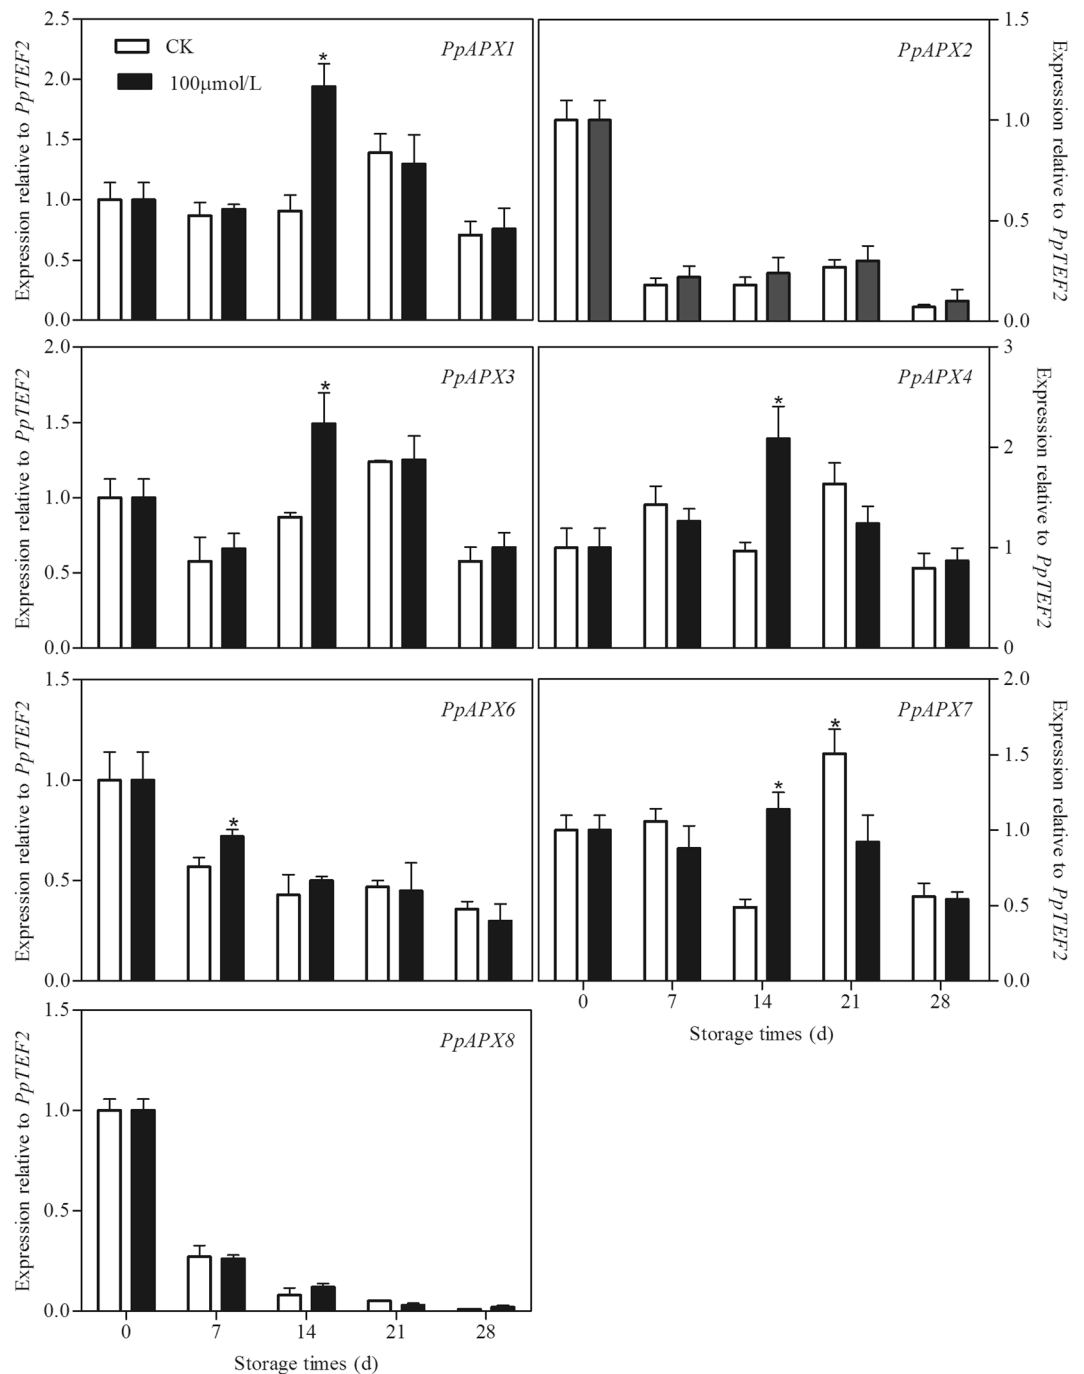 2.5
2.0
1.5
1.0
0.5
0.0
Expression relative to PpTEF2
CK
100μmol/L
*
PpAPX1
PpAPX2
1.5
1.0
0.5
0.0
Expression relative to PpTEF2
2.0
1.5
1.0
0.5
0.0
Expression relative to PpTEF2
*
PpAPX3
*
PpAPX4
3
2
1
0
Expression relative to PpTEF2
1.5
1.0
0.5
0.0
Expression relative to PpTEF2
*
PpAPX6
*
*
PpAPX7
2.0
1.5
1.0
0.5
0.0
Expression relative to PpTEF2
0 7 14 21 28
Storage times (d)
1.5
1.0
0.5
0.0
Expression relative to PpTEF2
PpAPX8
0 7 14 21 28
Storage times (d)